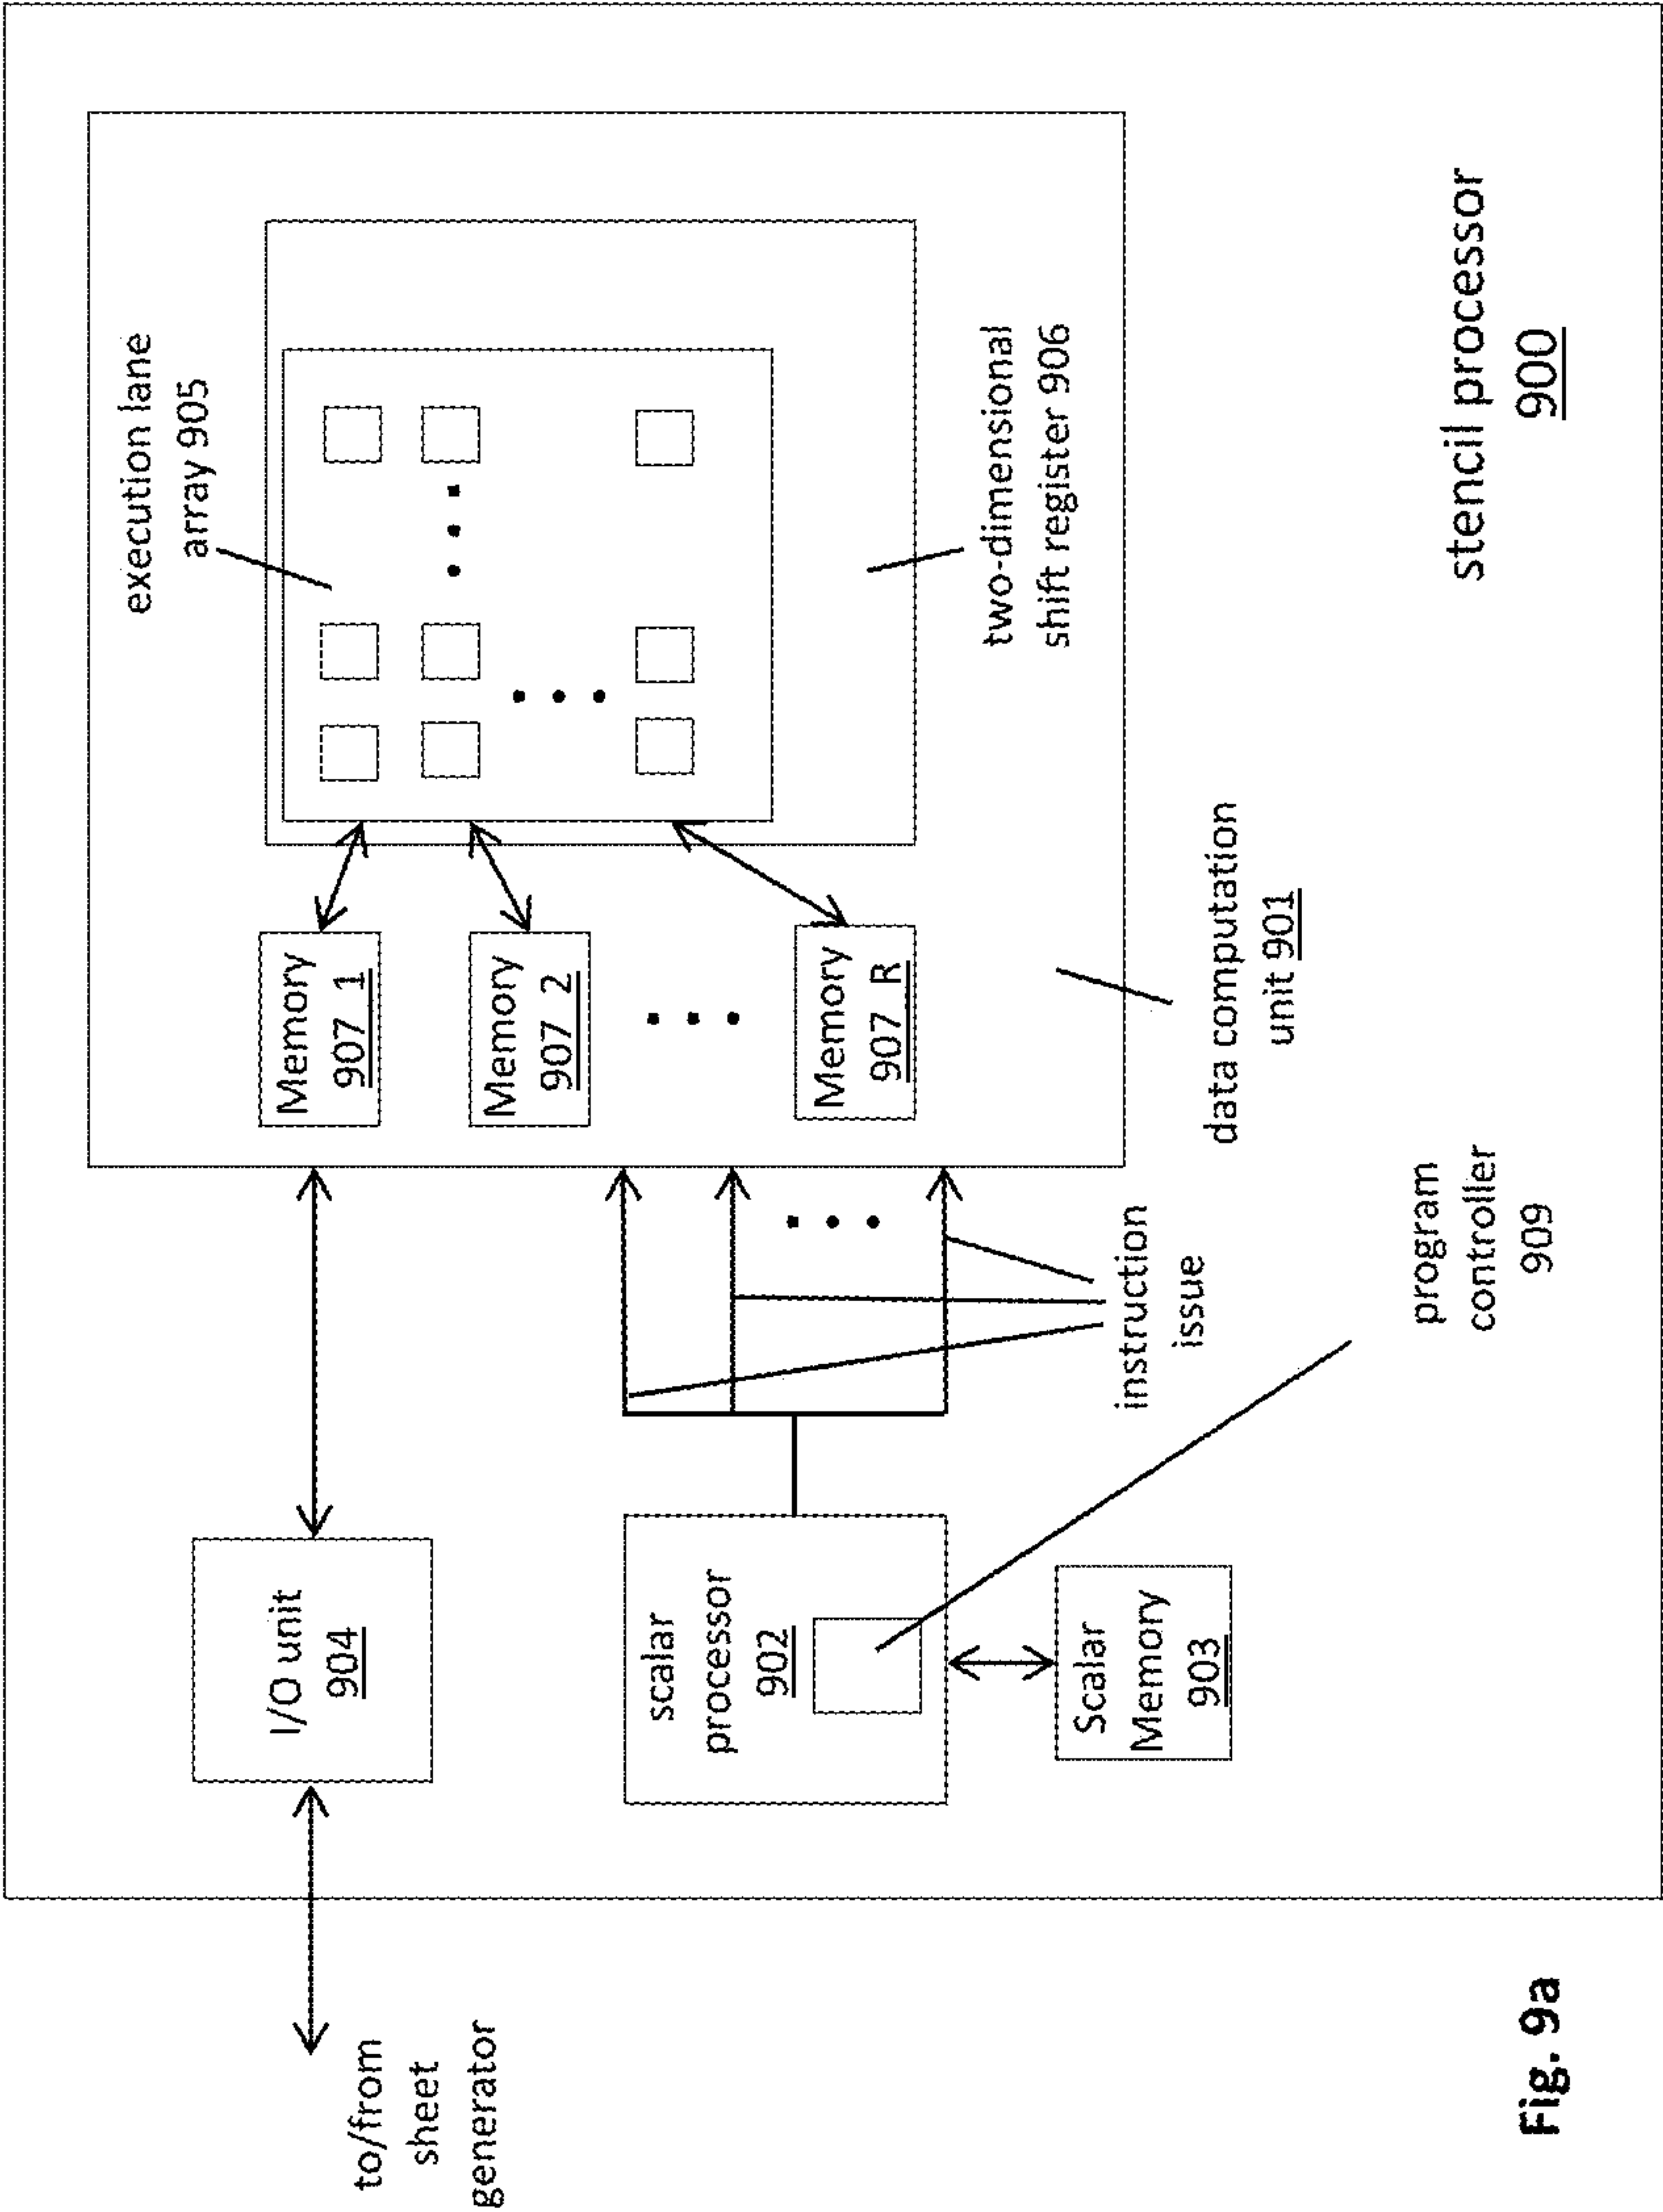 execution lane
array 905
Memory
907_1
Memory
907_2
Memory
907_R
two-dimensional
shift register 906
data computation
unit 901
I/O unit
904
to/from
sheet
generator
scalar
processor
902
Scalar
Memory
903
instruction
issue
program
controller
909
stencil processor
900
Fig. 9a